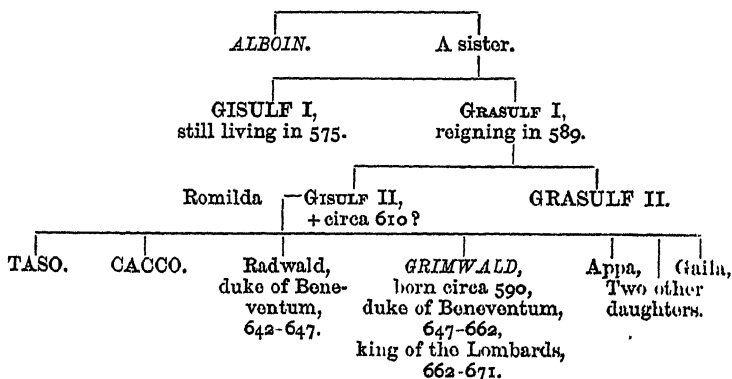 ALBOIN. A sister.
GISULF I, GRASULF I,
still living in 575. reigning in 589.
Romilda GISULF II, GRASULF II.
+ circa 610?
TASO. CACCO. Radwald, GRIMWALD, Appa, Gaila,
duke of Bene- born circa 590, Two other
ventum, duke of Beneventum, daughters.
642-647. 647-662,
king of the Lombards,
662-671.